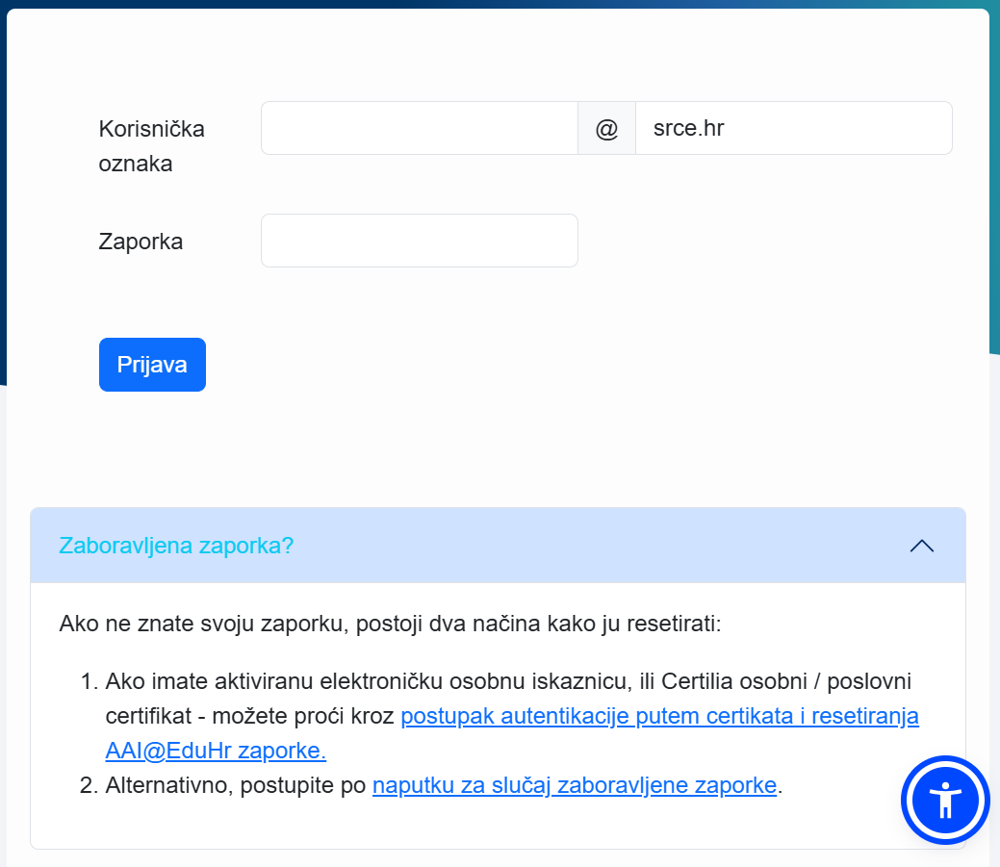 Korisnička
oznaka
@
srce.hr
Zaporka
Prijava
Zaboravljena zaporka?
Ako ne znate svoju zaporku, postoji dva načina kako ju resetirati:
1. Ako imate aktiviranu elektroničku osobnu iskaznicu, ili Certilia osobni / poslovni
certifikat - možete proći kroz postupak autentikacije putem certikata i resetiranja
AAI@EduHr zaporke.
2. Alternativno, postupite po naputku za slučaj zaboravljene zaporke.